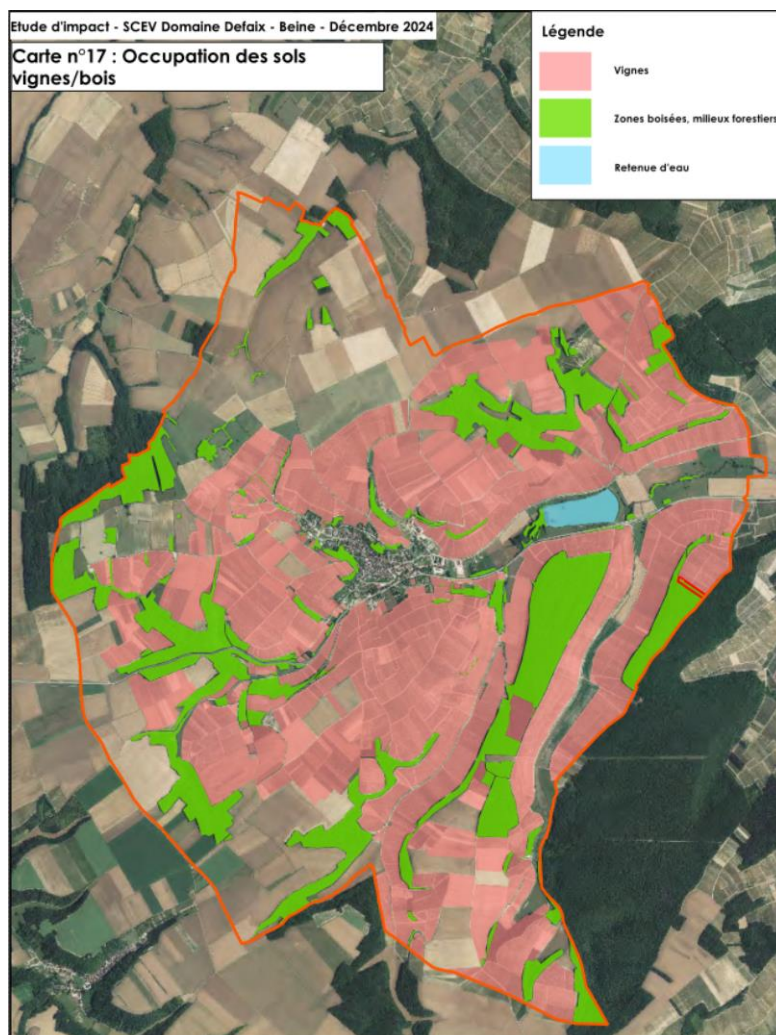 Etude d'impact - SCEV Domaine Defaix - Beine - Décembre 2024
Carte n°17 : Occupation des sols
vignes/bois
Légende
Vignes
Zones boisées, milieux forestiers
Retenue d'eau